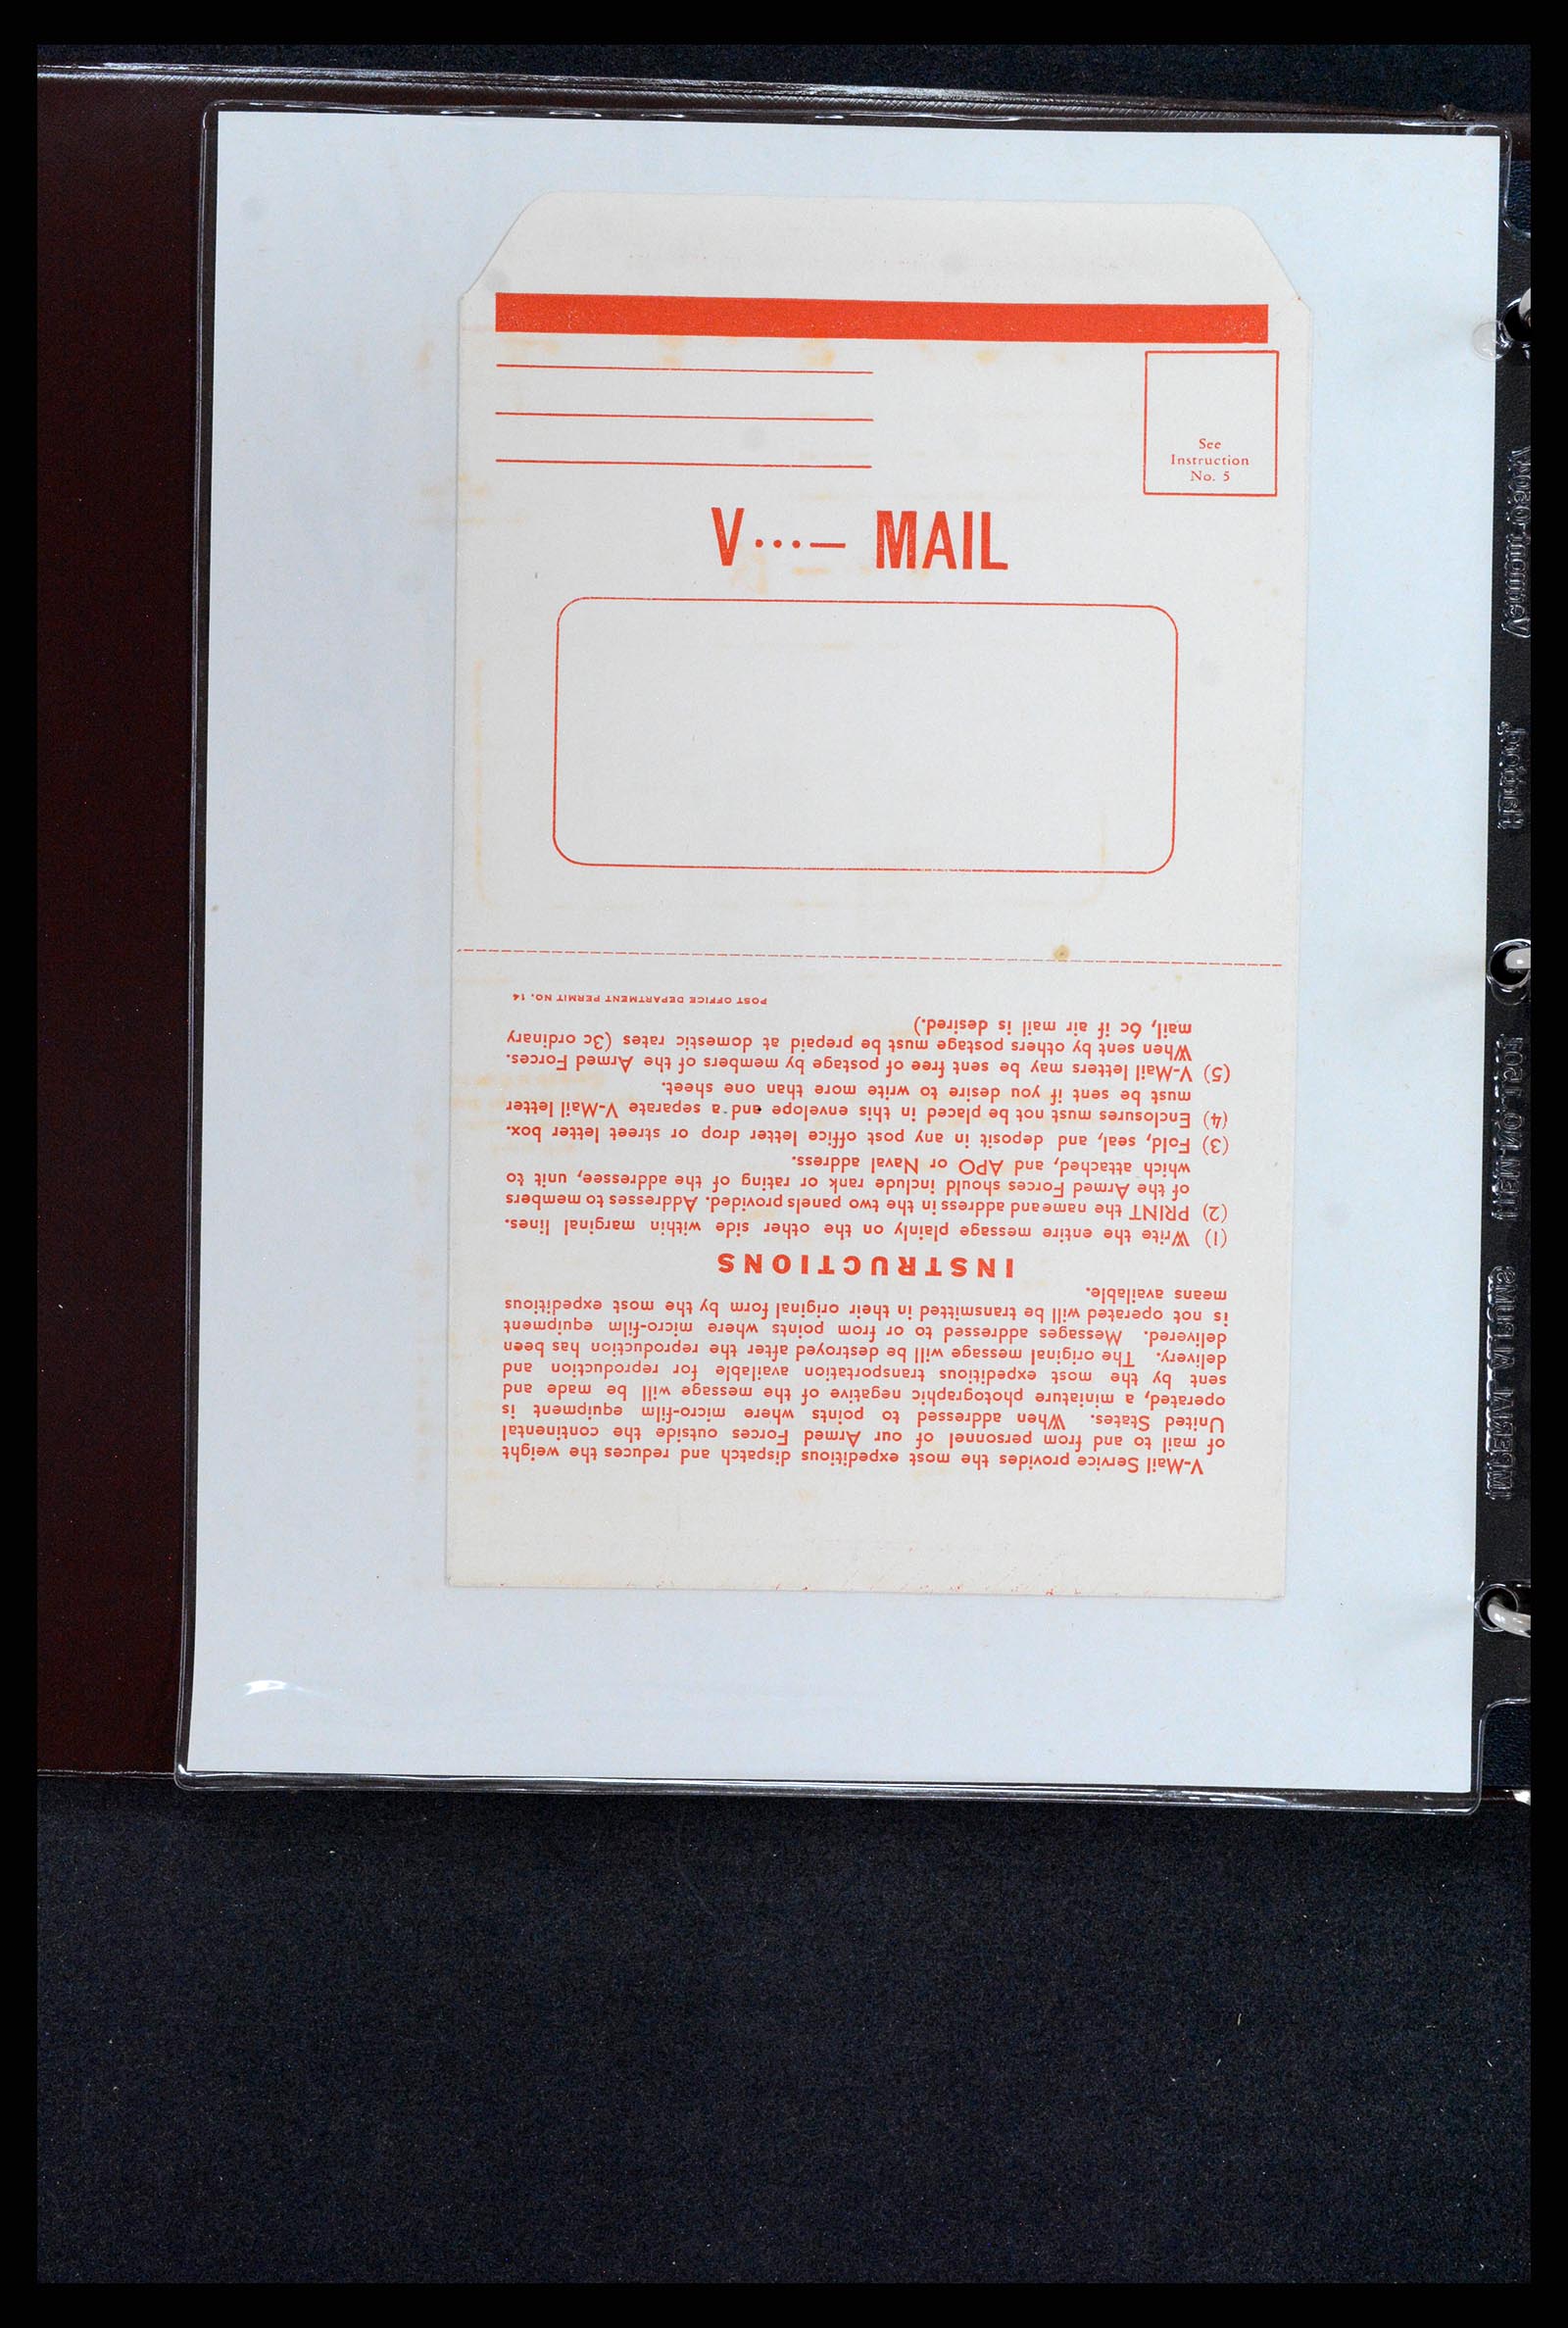 See
Instruction
No. 5
V···— MAIL
V-Mail Service provides the most expeditious dispatch and reduces the weight
of mail to and from personnel of our Armed Forces outside the continental
United States. When addressed to points where micro-film equipment is
operated, a miniature photographic negative of the message will be made and
sent by the most expeditious transportation available for reproduction and
delivery. The original message will be destroyed after the reproduction has been
delivered. Messages addressed to or from points where micro-film equipment
is not operated will be transmitted in their original form by the most expeditious
means available.
INSTRUCTIONS
(1) Write the entire message plainly on the other side within marginal lines.
(2) PRINT the name and address in the two panels provided. Addresses to members
of the Armed Forces should include rank or rating of the addressee, unit to
which attached, and APO or Naval address.
(3) Fold, seal, and deposit in any post office letter drop or street letter box.
(4) Enclosures must not be placed in this envelope and a separate V-Mail letter
must be sent if you desire to write more than one sheet.
(5) V-Mail letters may be sent free of postage by members of the Armed Forces.
When sent by others postage must be prepaid at domestic rates (3c ordinary
mail, 6c if air mail is desired.)
POST OFFICE DEPARTMENT PERMIT NO. 14